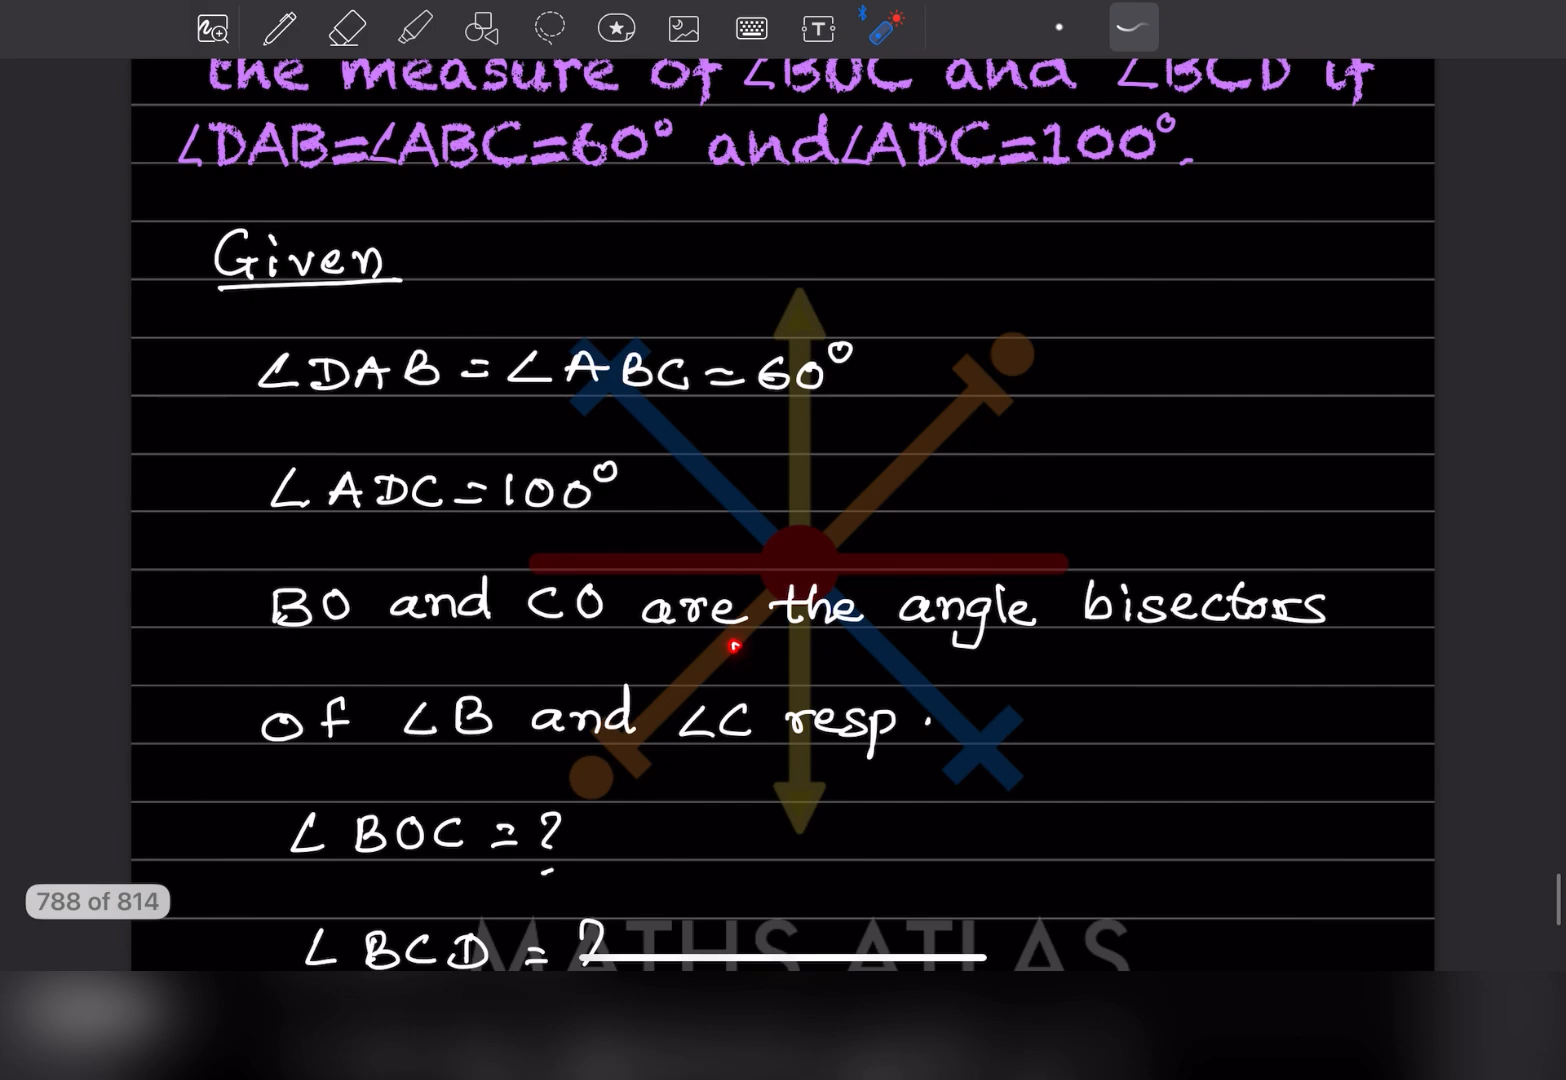 the measure of ∠BOC and ∠BCD if
∠DAB=∠ABC=60° and∠ADC=100°.
Given
∠DAB = ∠ABC = 60°
∠ADC = 100°
BO and CO are the angle bisectors
of ∠B and ∠C resp.
∠BOC = ?
∠BCD = ?
MATHS ATLAS
788 of 814